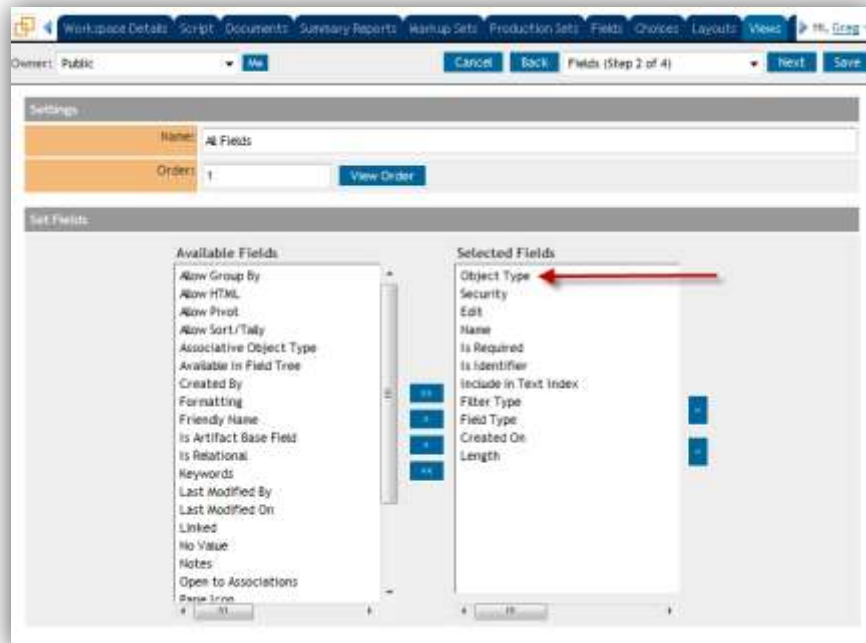 Workspace Details Script Documents Summary Reports Markup Sets Production Sets Fields Choices Layouts Views Hi, Greg
Owner: Public Me Cancel Back Fields (Step 2 of 4) Next Save
Settings
Name: All Fields
Order: 1 View Order
Set Fields
Available Fields
Allow Group By
Allow HTML
Allow Pivot
Allow Sort/Tally
Associative Object Type
Available in Field Tree
Created By
Formatting
Friendly Name
Is Artifact Base Field
Is Relational
Keywords
Last Modified By
Last Modified On
Linked
No Value
Notes
Open to Associations
Pane Icon
Selected Fields
Object Type
Security
Edit
Name
Is Required
Is Identifier
Include in Text Index
Filter Type
Field Type
Created On
Length